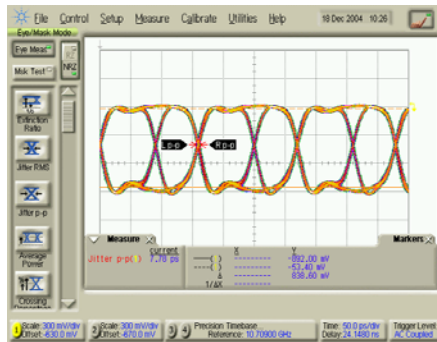 File Control Setup Measure Calibrate Utilities Help 18 Dec 2004 10:26
Eye/Mask Mode
Eye Meas
NRZ
Msk Test
Extinction
Ratio
Jitter RMS
Jitter p-p
Average
Power
Crossing
L p-p R p-p
Measure
Markers
current
X Y
Jitter p-p( ) 7.78 ps
-892.00 mV
-53.40 mV
Δ 838.60 mV
1/ΔX
1 Scale: 300 mV/div Offset:-630.0 mV
2 Scale: 300 mV/div Offset:-670.0 mV
3 4 Precision Timebase...
Reference: 10.70900 GHz
Time: 50.0 ps/div Delay: 24.1480 ns
Trigger Level AC Coupled